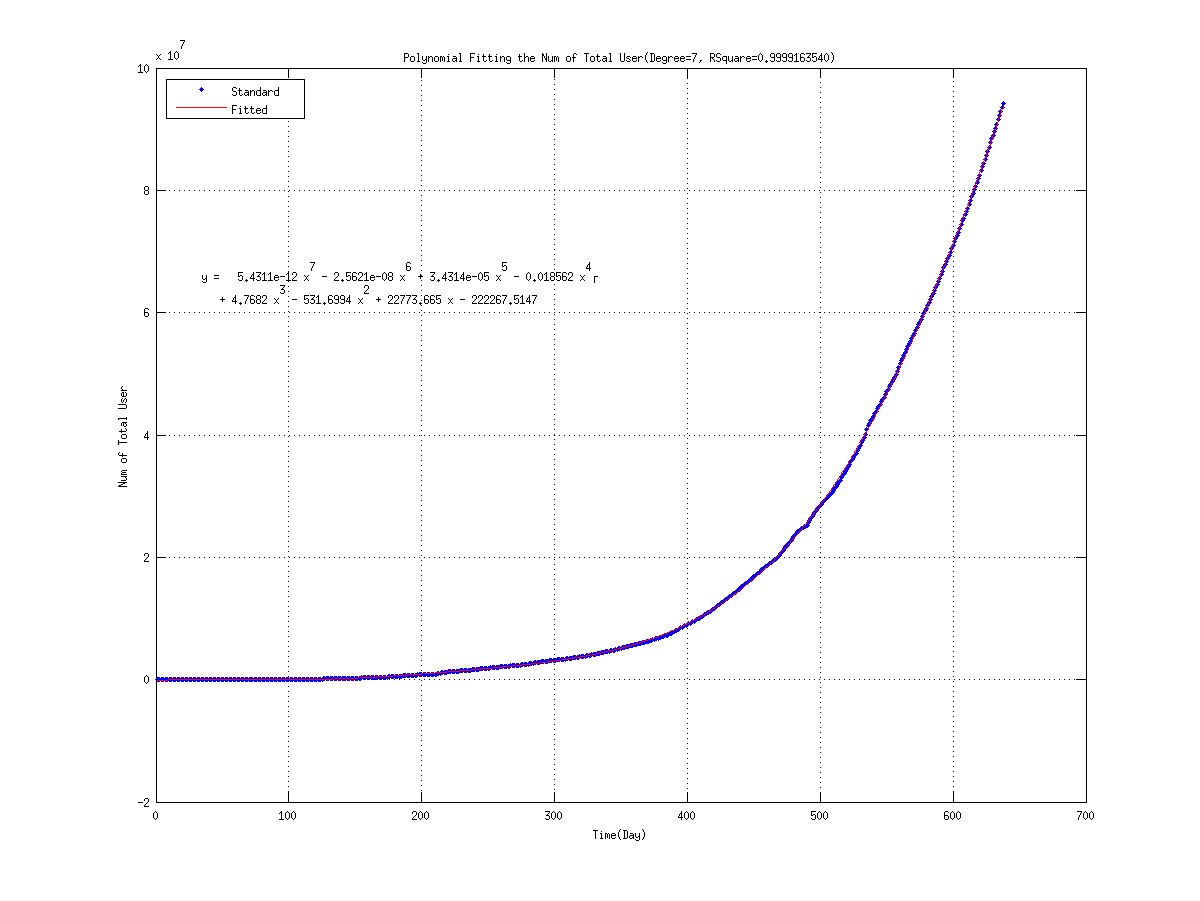 x 10^7
Polynomial Fitting the Num of Total User(Degree=7, RSquare=0.9999163540)
10
8
6
4
2
0
-2
Standard
Fitted
y = 5.4311e-12 x^7 - 2.5621e-08 x^6 + 3.4314e-05 x^5 - 0.018562 x^4 r
+ 4.7682 x^3 - 531.6994 x^2 + 22773.665 x - 222267.5147
Num of Total User
0 100 200 300 400 500 600 700
Time(Day)